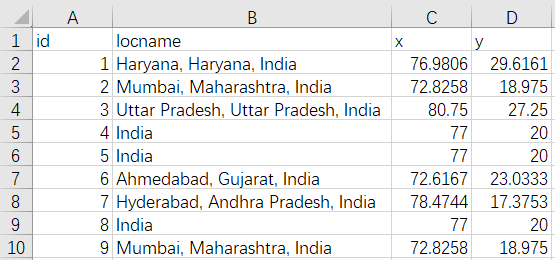 A B C D
1 id locname x y
2 1 Haryana, Haryana, India 76.9806 29.6161
3 2 Mumbai, Maharashtra, India 72.8258 18.975
4 3 Uttar Pradesh, Uttar Pradesh, India 80.75 27.25
5 4 India 77 20
6 5 India 77 20
7 6 Ahmedabad, Gujarat, India 72.6167 23.0333
8 7 Hyderabad, Andhra Pradesh, India 78.4744 17.3753
9 8 India 77 20
10 9 Mumbai, Maharashtra, India 72.8258 18.975